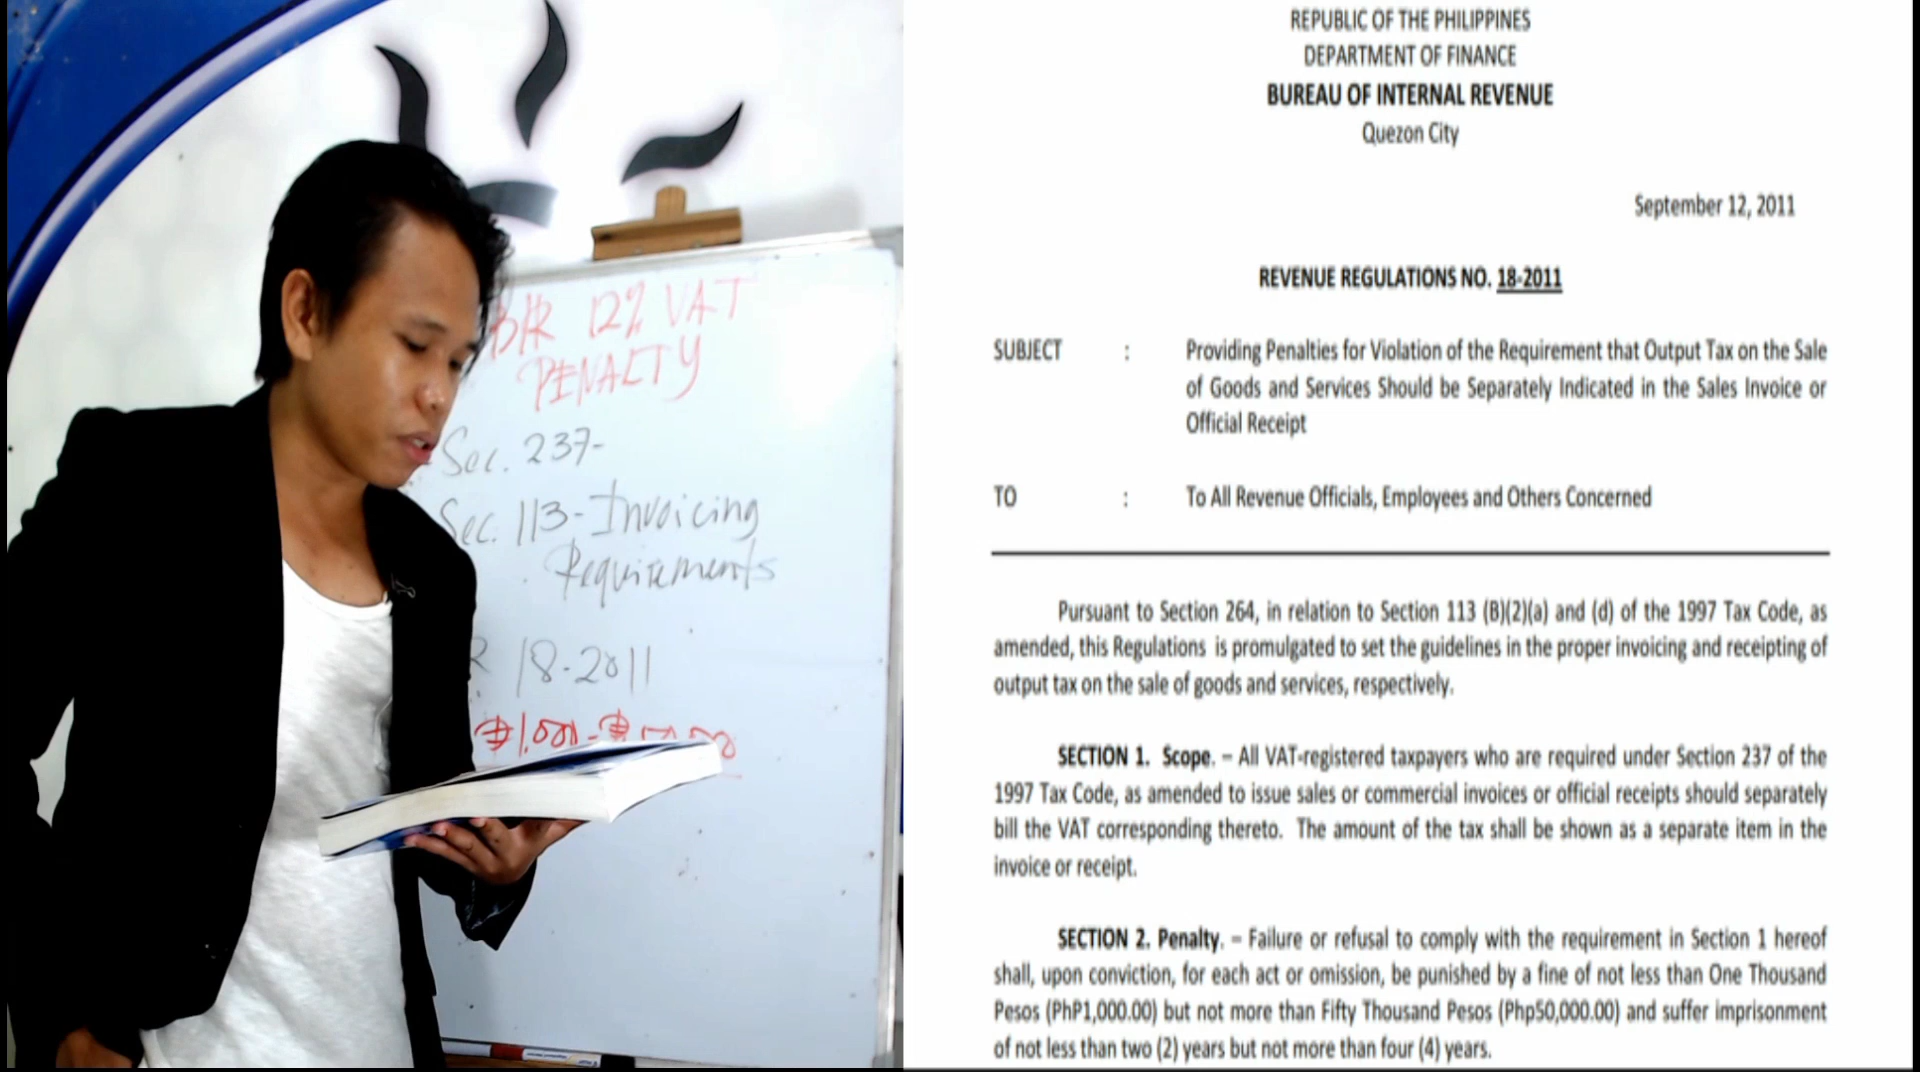 BIR 12% VAT
PENALTY
Sec. 237-
Sec. 113-Invoicing
Requirements
18-2011
₱1,000-₱
REPUBLIC OF THE PHILIPPINES
DEPARTMENT OF FINANCE
BUREAU OF INTERNAL REVENUE
Quezon City
September 12, 2011
REVENUE REGULATIONS NO. 18-2011
SUBJECT : Providing Penalties for Violation of the Requirement that Output Tax on the Sale
of Goods and Services Should be Separately Indicated in the Sales Invoice or
Official Receipt
TO : To All Revenue Officials, Employees and Others Concerned
Pursuant to Section 264, in relation to Section 113 (B)(2)(a) and (d) of the 1997 Tax Code, as
amended, this Regulations is promulgated to set the guidelines in the proper invoicing and receipting of
output tax on the sale of goods and services, respectively.
SECTION 1. Scope. – All VAT-registered taxpayers who are required under Section 237 of the
1997 Tax Code, as amended to issue sales or commercial invoices or official receipts should separately
bill the VAT corresponding thereto. The amount of the tax shall be shown as a separate item in the
invoice or receipt.
SECTION 2. Penalty. – Failure or refusal to comply with the requirement in Section 1 hereof
shall, upon conviction, for each act or omission, be punished by a fine of not less than One Thousand
Pesos (PhP1,000.00) but not more than Fifty Thousand Pesos (Php50,000.00) and suffer imprisonment
of not less than two (2) years but not more than four (4) years.